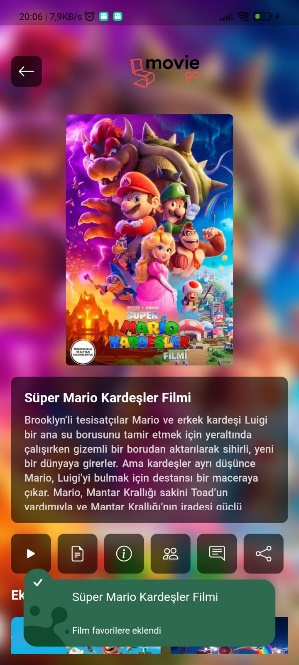 20:06 | 7,9KB/s
movie
go
SÜPER
MARIO
KARDEŞLER
FİLMİ
Süper Mario Kardeşler Filmi
Brooklyn'li tesisatçılar Mario ve erkek kardeşi Luigi
bir ana su borusunu tamir etmek için yeraltında
çalışırken gizemli bir borudan aktarılarak sihirli, yeni
bir dünyaya girerler. Ama kardeşler ayrı düşünce
Mario, Luigi'yi bulmak için destansı bir maceraya
çıkar. Mario, Mantar Krallığı sakini Toad'un
yardımıyla ve Mantar Krallığı'nın iradesi güçlü
Ek
Süper Mario Kardeşler Filmi
Film favorilere eklendi